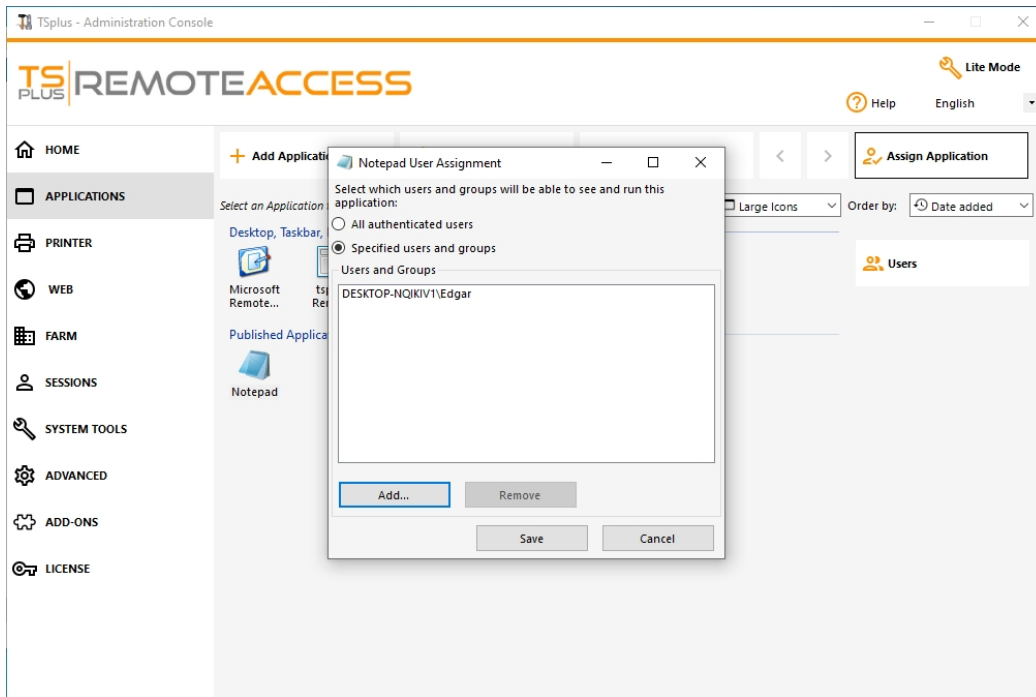 TSplus - Administration Console
TS PLUS REMOTEACCESS
Lite Mode
Help
English
HOME
APPLICATIONS
PRINTER
WEB
FARM
SESSIONS
SYSTEM TOOLS
ADVANCED
ADD-ONS
LICENSE
Add
Assign Application
Select an Application
Large Icons
Order by:
Date added
Desktop, Taskbar,
Users
Microsoft
Remote...
Published
Notepad
Notepad User Assignment
Select which users and groups will be able to see and run this
application:
All authenticated users
Specified users and groups
Users and Groups
DESKTOP-NQIKIV1\Edgar
Add...
Remove
Save
Cancel